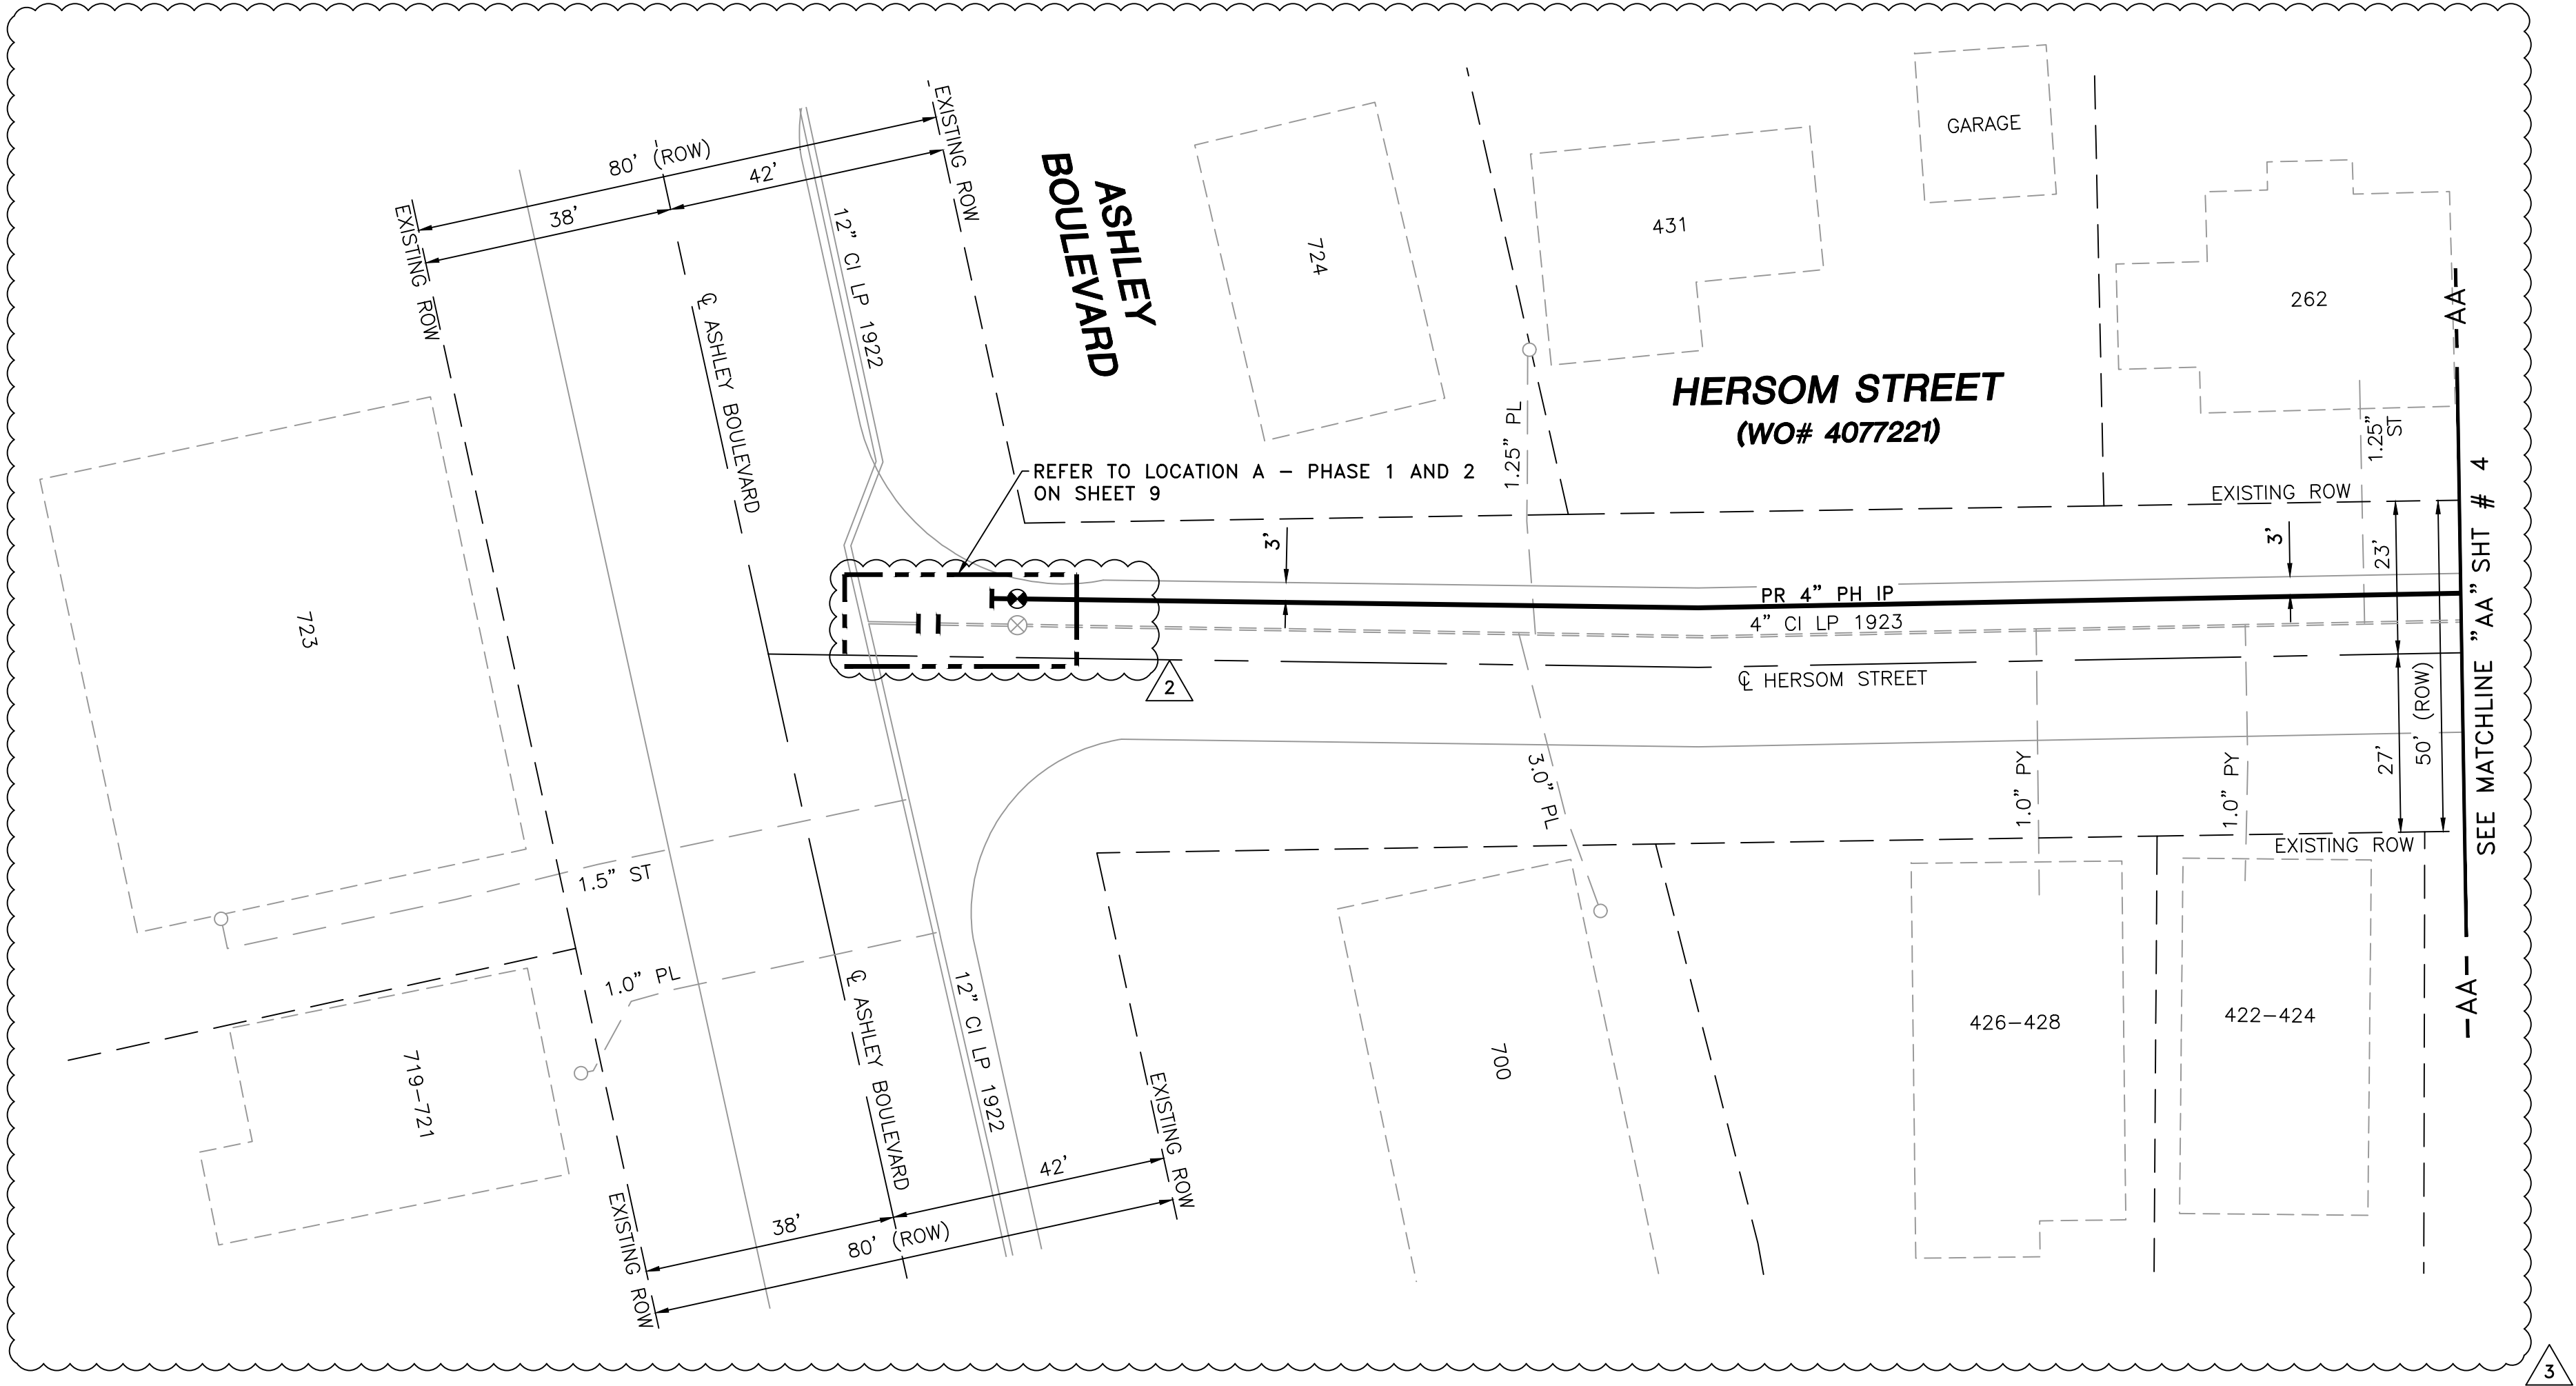 80' (ROW)
38'
42'
EXISTING ROW
EXISTING ROW
℄ ASHLEY BOULEVARD
12" CI LP 1922
ASHLEY
BOULEVARD
724
431
GARAGE
262
HERSOM STREET
(WO# 4077221)
1.25" PL
1.25"
ST
AA
REFER TO LOCATION A - PHASE 1 AND 2
ON SHEET 9
EXISTING ROW
3'
3'
23'
PR 4" PH IP
4" CI LP 1923
℄ HERSOM STREET
2
723
3.0" PL
1.0" PY
1.0" PY
27'
50' (ROW)
SEE MATCHLINE "AA" SHT # 4
EXISTING ROW
1.5" ST
1.0" PL
719-721
℄ ASHLEY BOULEVARD
12" CI LP 1922
EXISTING ROW
EXISTING ROW
38'
42'
80' (ROW)
700
426-428
422-424
AA
3